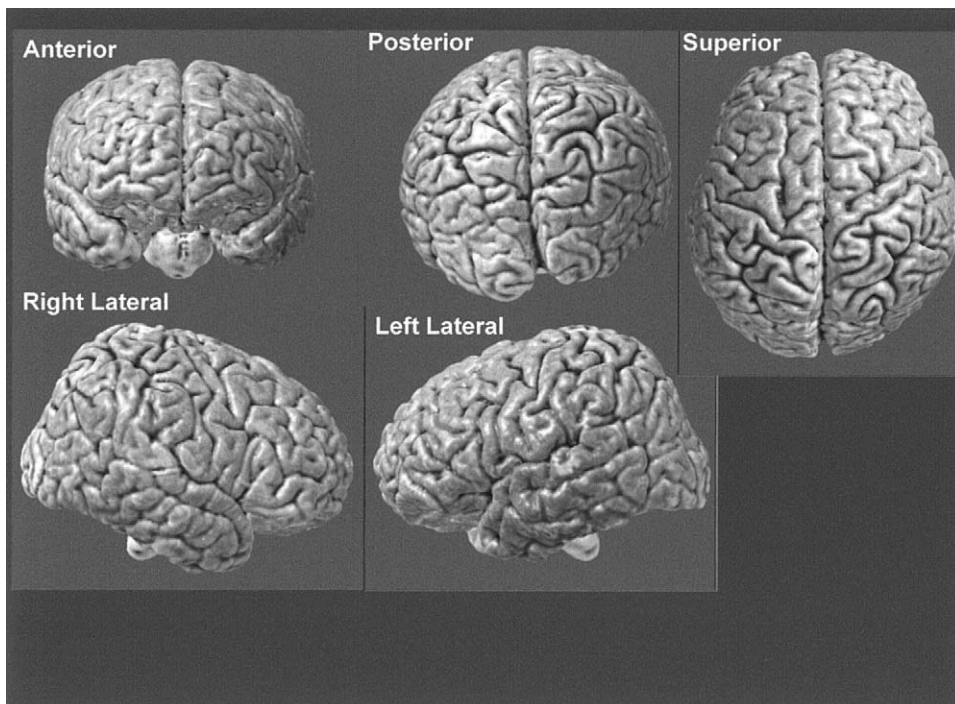 Anterior
Posterior
Superior
Right Lateral
Left Lateral